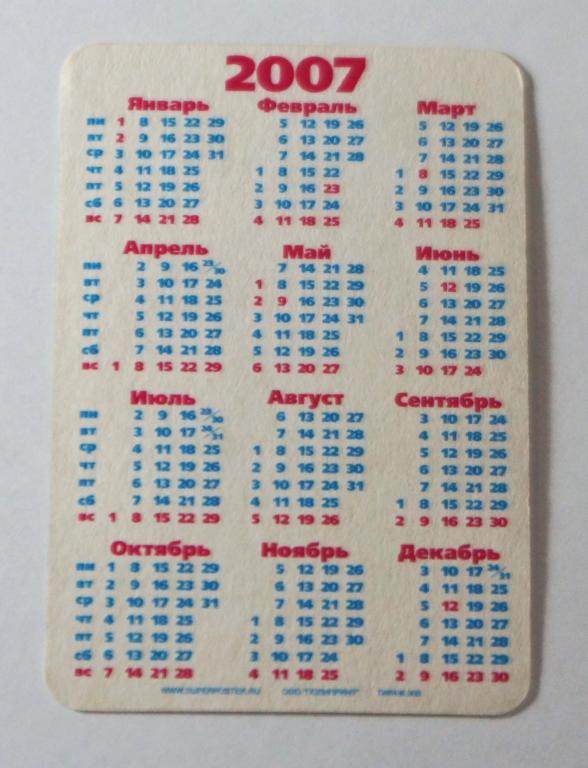 2007
Январь Февраль Март
пн 1 8 15 22 29 5 12 19 26 5 12 19 26
вт 2 9 16 23 30 6 13 20 27 6 13 20 27
ср 3 10 17 24 31 7 14 21 28 7 14 21 28
чт 4 11 18 25 1 8 15 22 1 8 15 22 29
пт 5 12 19 26 2 9 16 23 2 9 16 23 30
сб 6 13 20 27 3 10 17 24 3 10 17 24 31
вс 7 14 21 28 4 11 18 25 4 11 18 25
Апрель Май Июнь
пн 2 9 16 23/30 7 14 21 28 4 11 18 25
вт 3 10 17 24 1 8 15 22 29 5 12 19 26
ср 4 11 18 25 2 9 16 23 30 6 13 20 27
чт 5 12 19 26 3 10 17 24 31 7 14 21 28
пт 6 13 20 27 4 11 18 25 1 8 15 22 29
сб 7 14 21 28 5 12 19 26 2 9 16 23 30
вс 1 8 15 22 29 6 13 20 27 3 10 17 24
Июль Август Сентябрь
пн 2 9 16 23/30 6 13 20 27 3 10 17 24
вт 3 10 17 24/31 7 14 21 28 4 11 18 25
ср 4 11 18 25 1 8 15 22 29 5 12 19 26
чт 5 12 19 26 2 9 16 23 30 6 13 20 27
пт 6 13 20 27 3 10 17 24 31 7 14 21 28
сб 7 14 21 28 4 11 18 25 1 8 15 22 29
вс 1 8 15 22 29 5 12 19 26 2 9 16 23 30
Октябрь Ноябрь Декабрь
пн 1 8 15 22 29 5 12 19 26 3 10 17 24/31
вт 2 9 16 23 30 6 13 20 27 4 11 18 25
ср 3 10 17 24 31 7 14 21 28 5 12 19 26
чт 4 11 18 25 1 8 15 22 29 6 13 20 27
пт 5 12 19 26 2 9 16 23 30 7 14 21 28
сб 6 13 20 27 3 10 17 24 1 8 15 22 29
вс 7 14 21 28 4 11 18 25 2 9 16 23 30
WWW.SUPERPOSTER.RU ООО